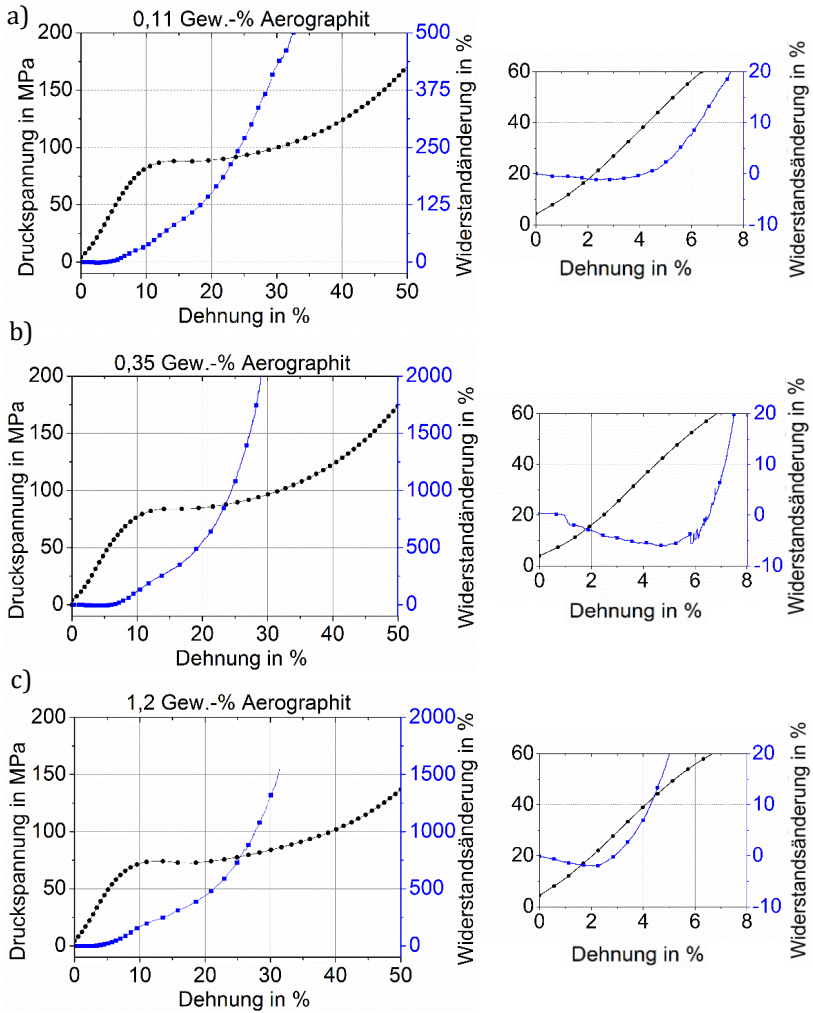 a)
0,11 Gew.-% Aerographit
Druckspannung in MPa
200
150
100
50
0
0 10 20 30 40 50
Dehnung in %
500
375
250
125
0
Widerstandänderung in %
60
40
20
0
0 2 4 6 8
Dehnung in %
20
10
0
-10
Widerstandsänderung in %
b)
0,35 Gew.-% Aerographit
Druckspannung in MPa
200
150
100
50
0
0 10 20 30 40 50
Dehnung in %
2000
1500
1000
500
0
Widerstandänderung in %
60
40
20
0
0 2 4 6 8
Dehnung in %
20
10
0
-10
Widerstandsänderung in %
c)
1,2 Gew.-% Aerographit
Druckspannung in MPa
200
150
100
50
0
0 10 20 30 40 50
Dehnung in %
2000
1500
1000
500
0
Widerstandsänderung in %
60
40
20
0
0 2 4 6 8
Dehnung in %
20
10
0
-10
Widerstandsänderung in %